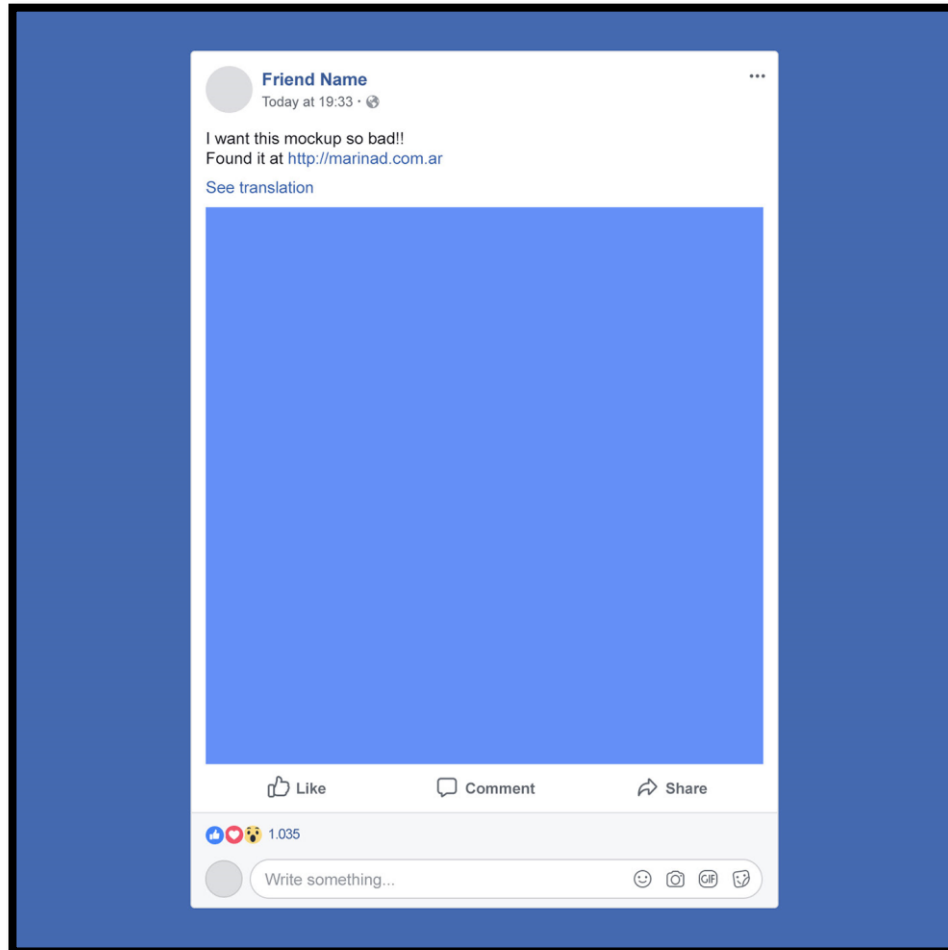 Friend Name
Today at 19:33 ·
I want this mockup so bad!!
Found it at http://marinad.com.ar
See translation
Like Comment Share
1.035
Write something... GIF